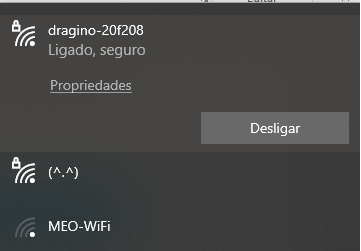 dragino-20f208
Ligado, seguro
Propriedades
Desligar
(^.^)
MEO-WiFi